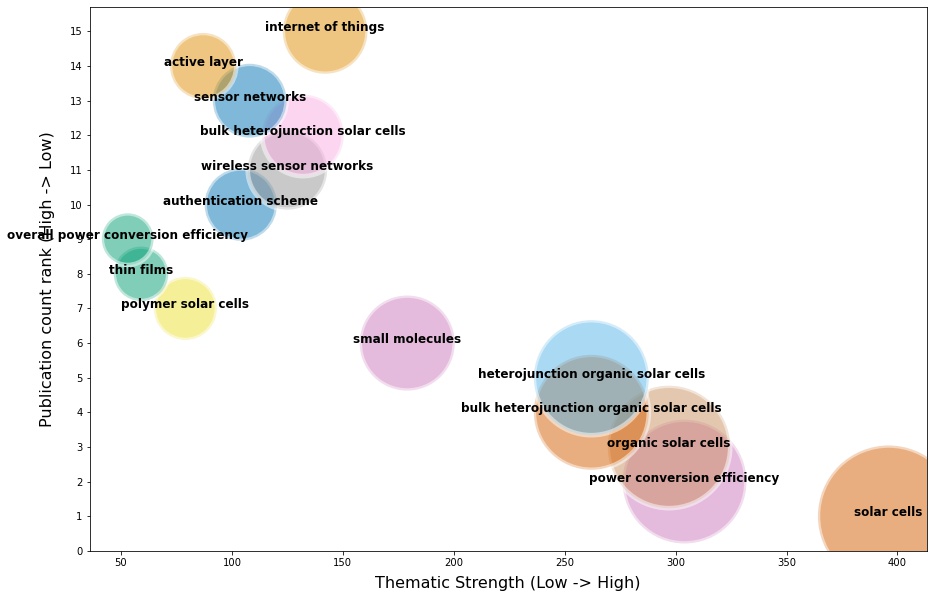 15
internet of things
14
active layer
13
sensor networks
12
bulk heterojunction solar cells
11
wireless sensor networks
10
authentication scheme
9
overall power conversion efficiency
8
thin films
7
polymer solar cells
6
small molecules
5
heterojunction organic solar cells
4
bulk heterojunction organic solar cells
3
organic solar cells
2
power conversion efficiency
1
solar cells
0
Publication count rank (High -> Low)
50 100 150 200 250 300 350 400
Thematic Strength (Low -> High)